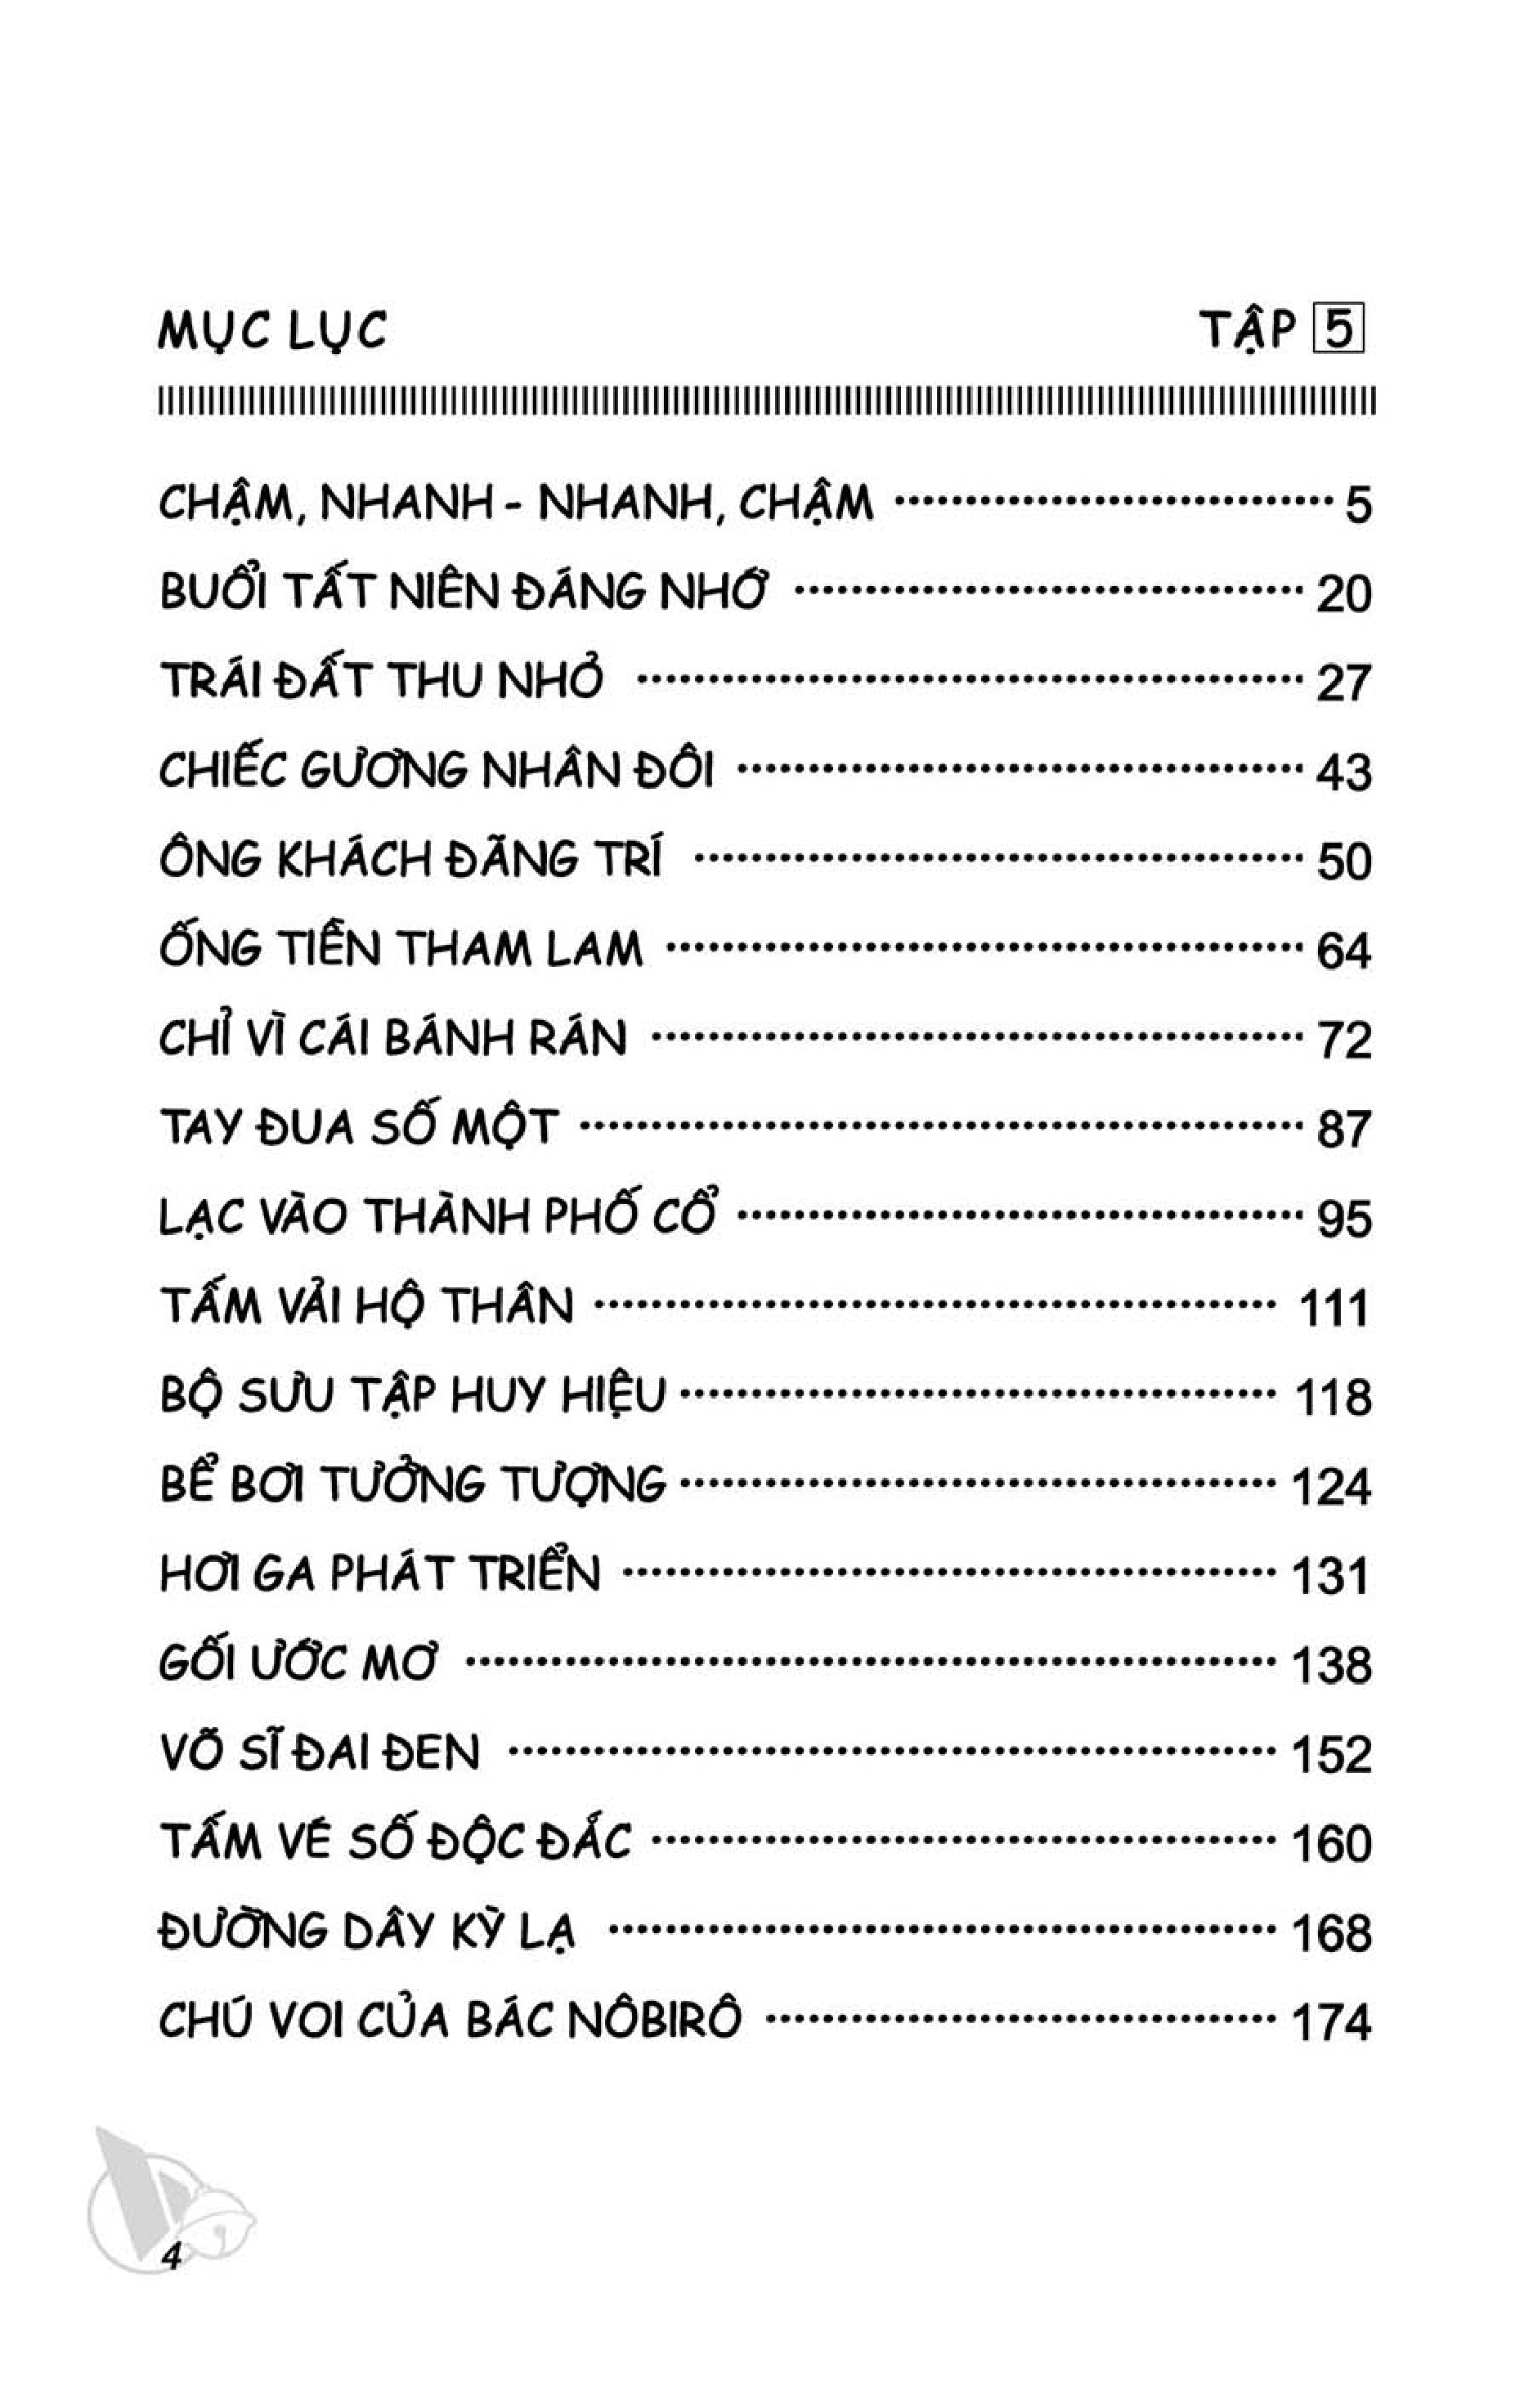 MỤC LỤC TẬP 5
CHẬM, NHANH - NHANH, CHẬM 5
BUỔI TẤT NIÊN ĐÁNG NHỚ 20
TRÁI ĐẤT THU NHỎ 27
CHIẾC GƯƠNG NHÂN ĐÔI 43
ÔNG KHÁCH ĐÃNG TRÍ 50
ỐNG TIỀN THAM LAM 64
CHỈ VÌ CÁI BÁNH RÁN 72
TAY ĐUA SỐ MỘT 87
LẠC VÀO THÀNH PHỐ CỔ 95
TẤM VẢI HỘ THÂN 111
BỘ SƯU TẬP HUY HIỆU 118
BỂ BƠI TƯỞNG TƯỢNG 124
HƠI GA PHÁT TRIỂN 131
GỐI ƯỚC MƠ 138
VÕ SĨ ĐAI ĐEN 152
TẤM VÉ SỐ ĐỘC ĐẮC 160
ĐƯỜNG DÂY KỲ LẠ 168
CHÚ VOI CỦA BÁC NÔBIRÔ 174
4